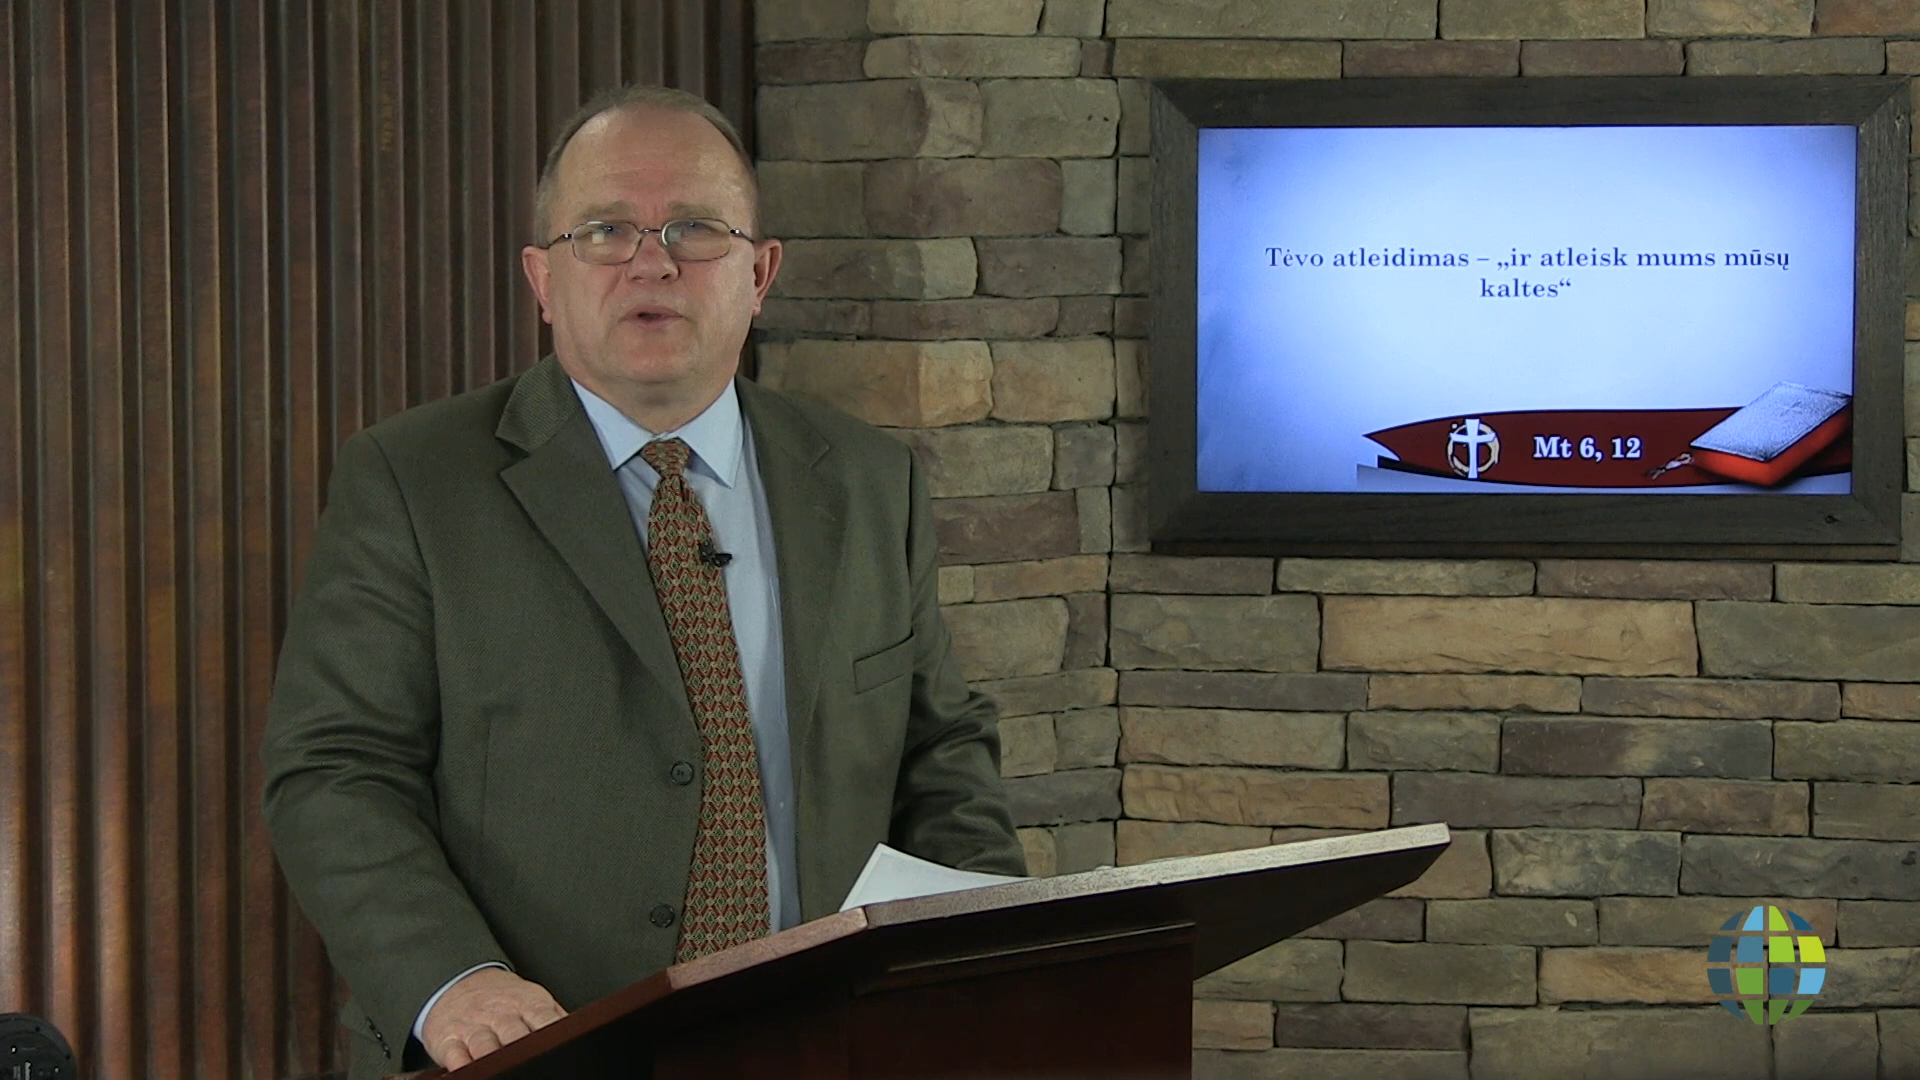 Tėvo atleidimas – „ir atleisk mums mūsų
kaltes“
Mt 6, 12